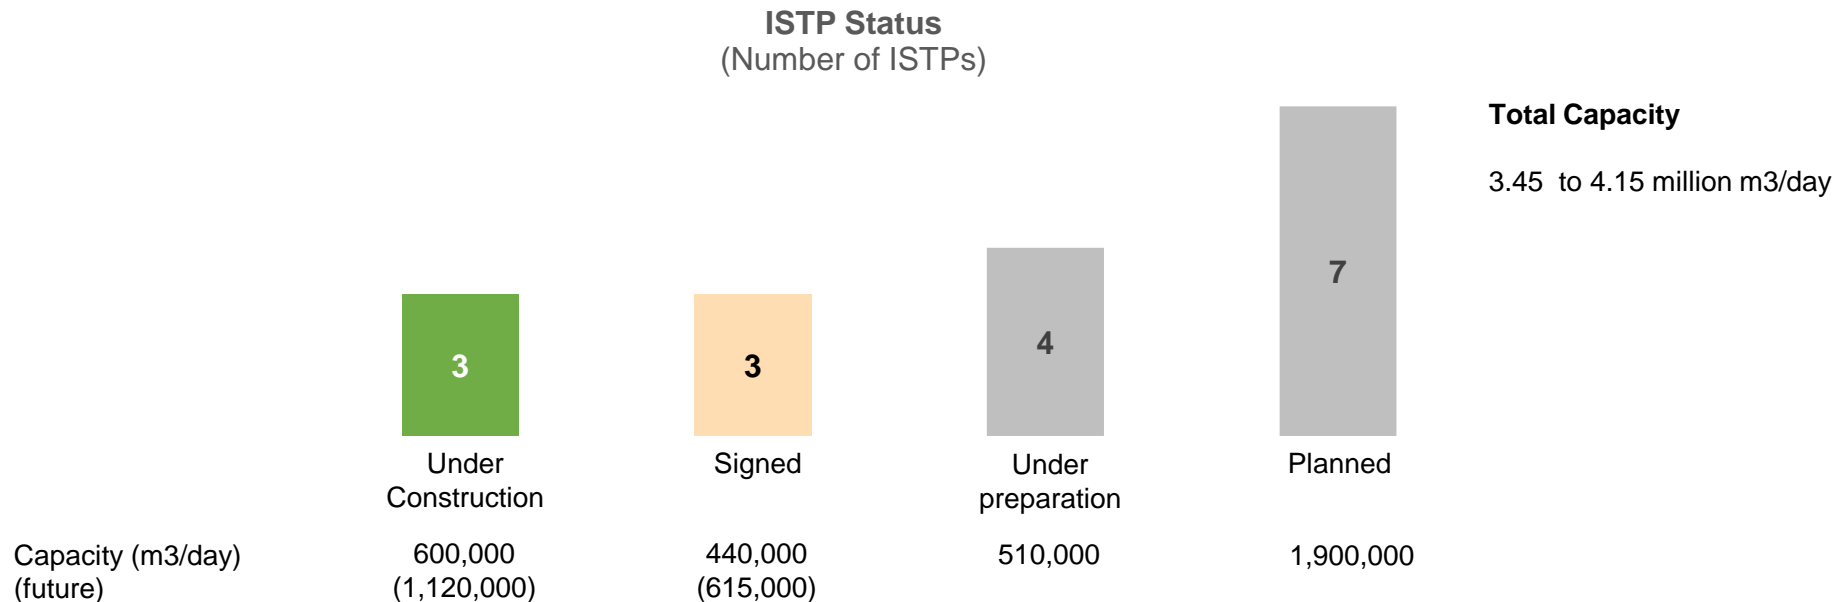 ISTP Status
(Number of ISTPs)
Total Capacity
3.45 to 4.15 million m3/day
3
3
4
7
Under
Construction
Signed
Under
preparation
Planned
Capacity (m3/day)
(future)
600,000
(1,120,000)
440,000
(615,000)
510,000
1,900,000